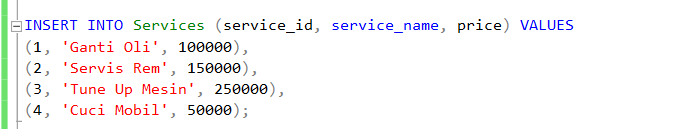 INSERT INTO Services (service_id, service_name, price) VALUES
(1, 'Ganti Oli', 100000),
(2, 'Servis Rem', 150000),
(3, 'Tune Up Mesin', 250000),
(4, 'Cuci Mobil', 50000);